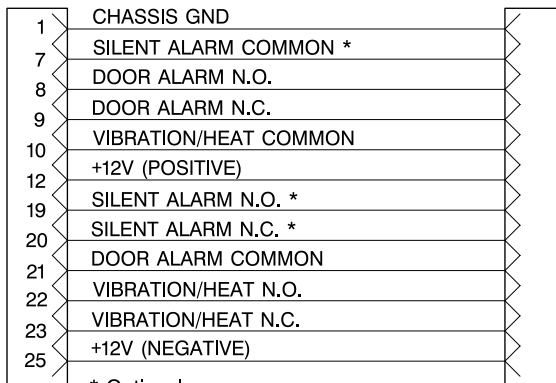 CHASSIS GND
1
SILENT ALARM COMMON *
7
DOOR ALARM N.O.
8
DOOR ALARM N.C.
9
VIBRATION/HEAT COMMON
10
+12V (POSITIVE)
12
SILENT ALARM N.O. *
19
SILENT ALARM N.C. *
20
DOOR ALARM COMMON
21
VIBRATION/HEAT N.O.
22
VIBRATION/HEAT N.C.
23
+12V (NEGATIVE)
25